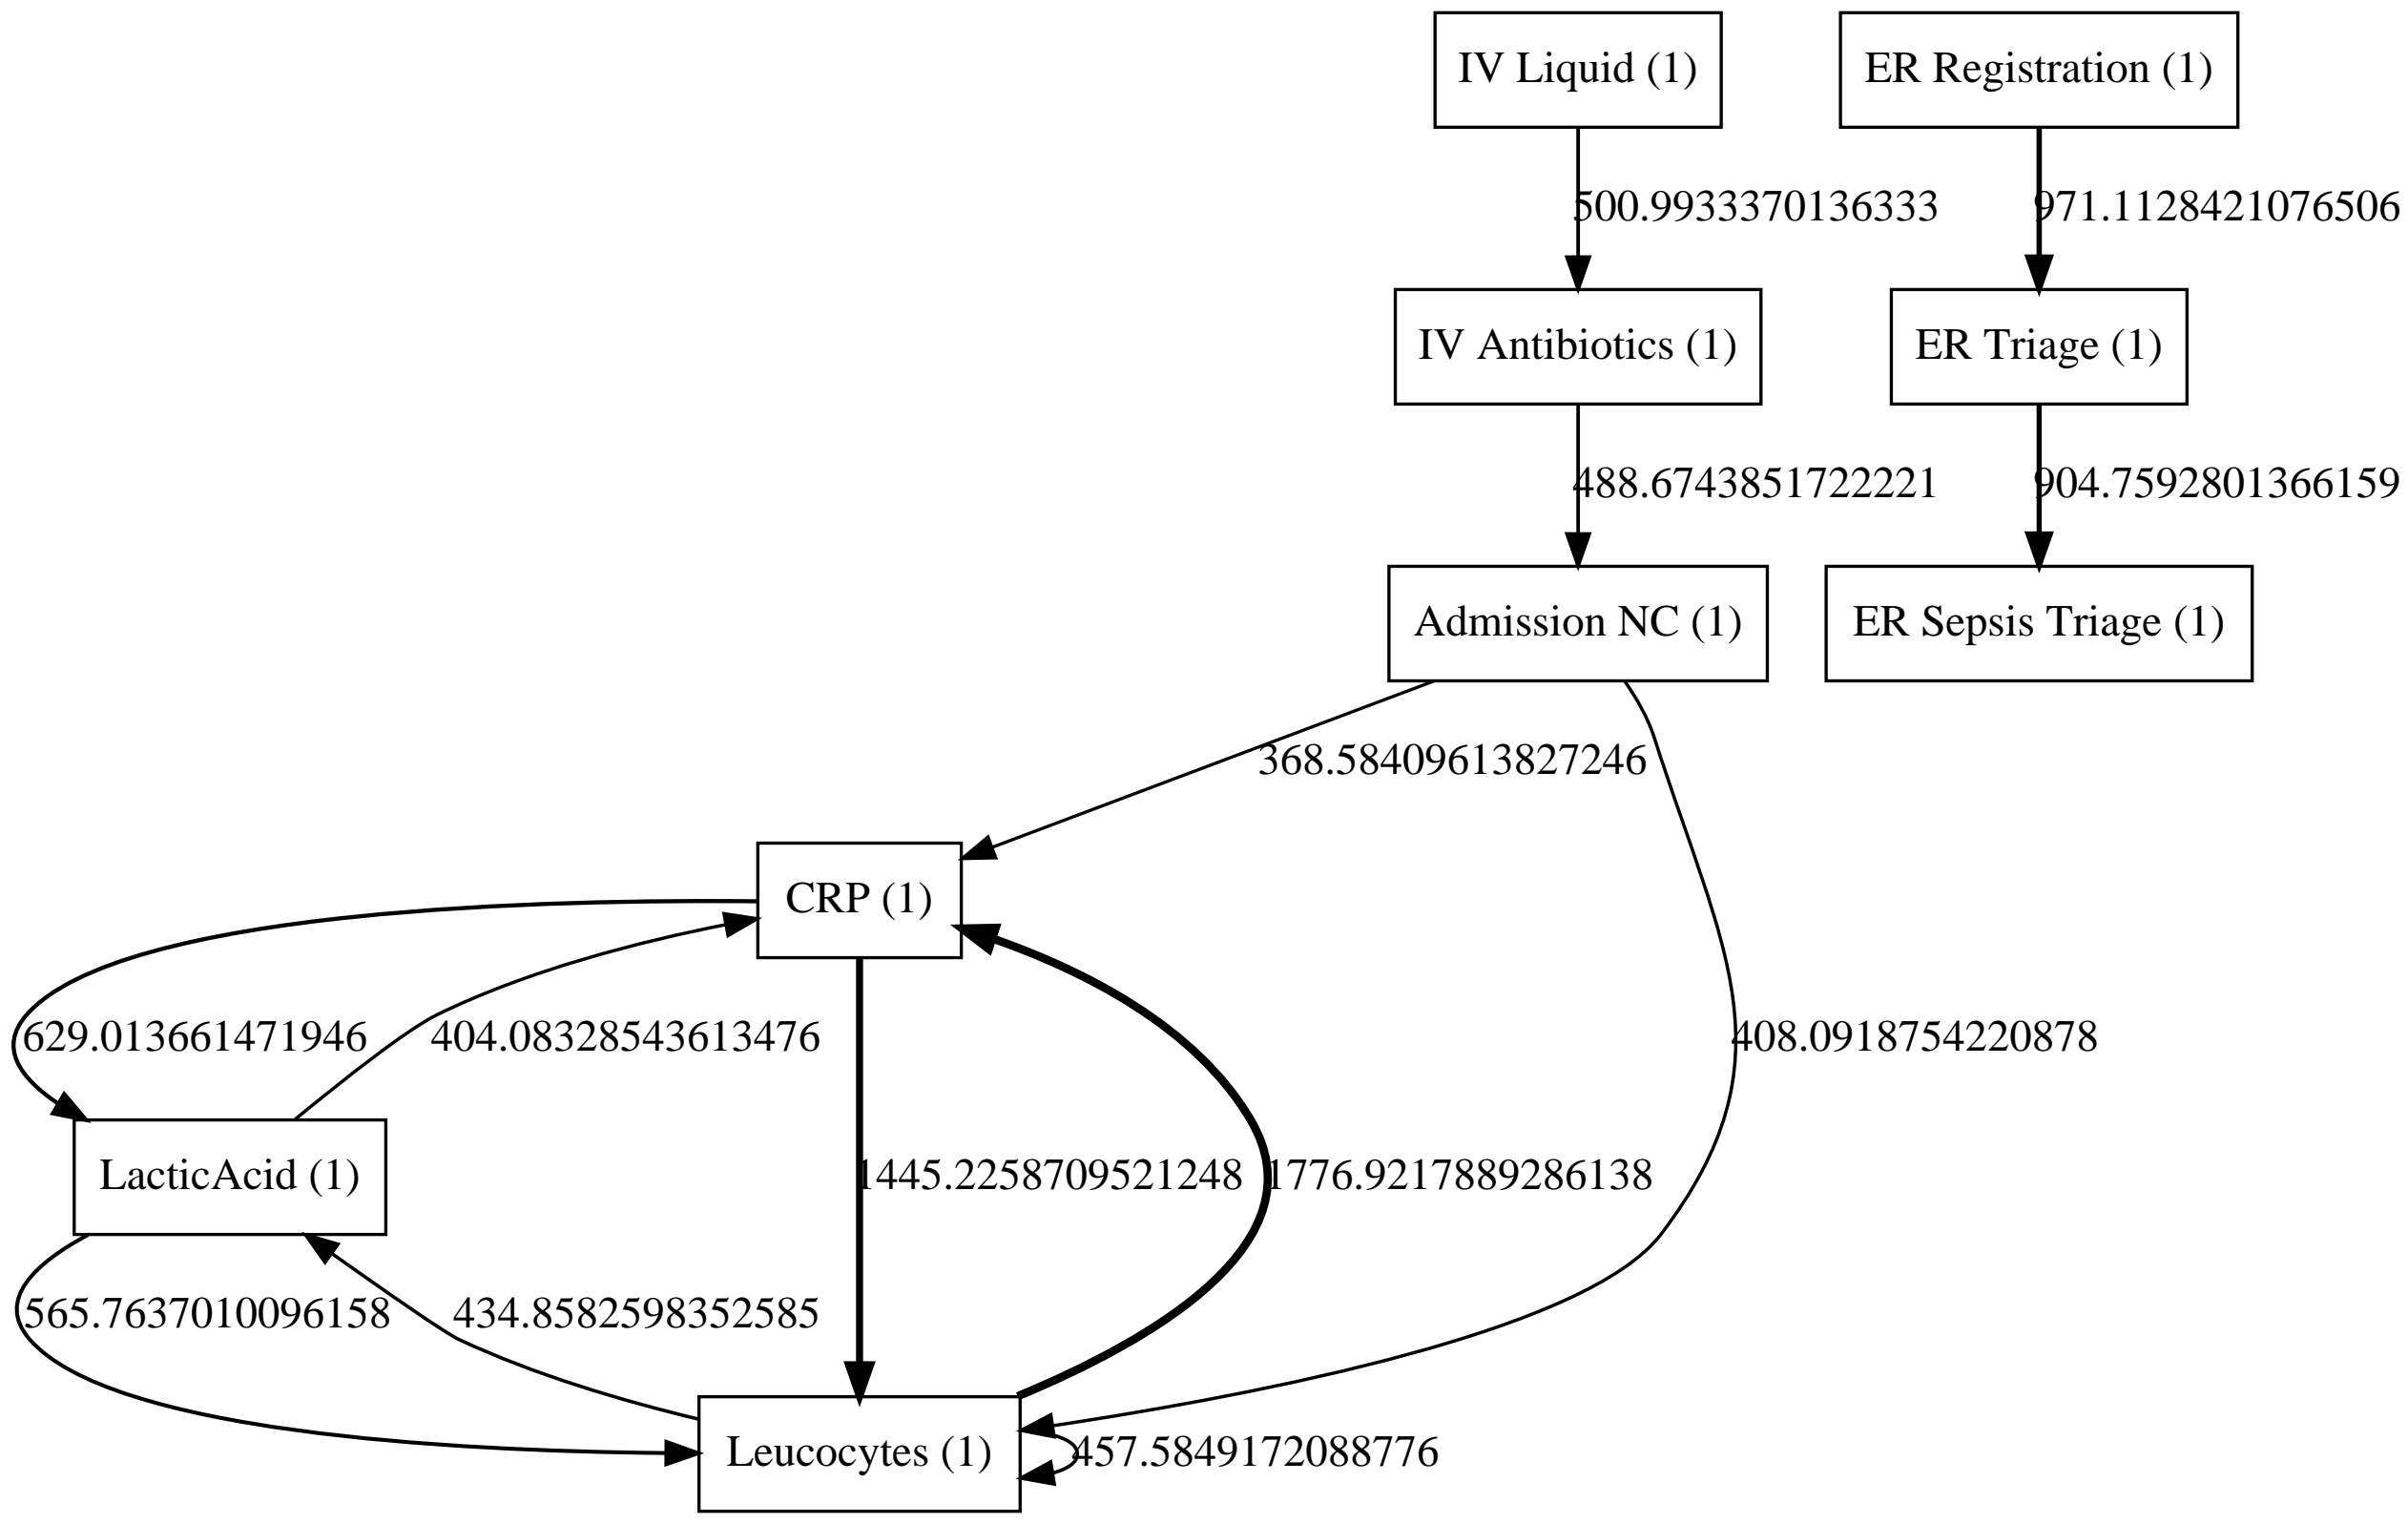 IV Liquid (1)
ER Registration (1)
500.9933370136333
971.1128421076506
IV Antibiotics (1)
ER Triage (1)
488.6743851722221
904.7592801366159
Admission NC (1)
ER Sepsis Triage (1)
368.58409613827246
CRP (1)
629.013661471946
404.08328543613476
408.0918754220878
LacticAcid (1)
1445.2258709521248
1776.9217889286138
565.7637010096158
434.8582598352585
Leucocytes (1)
457.5849172088776